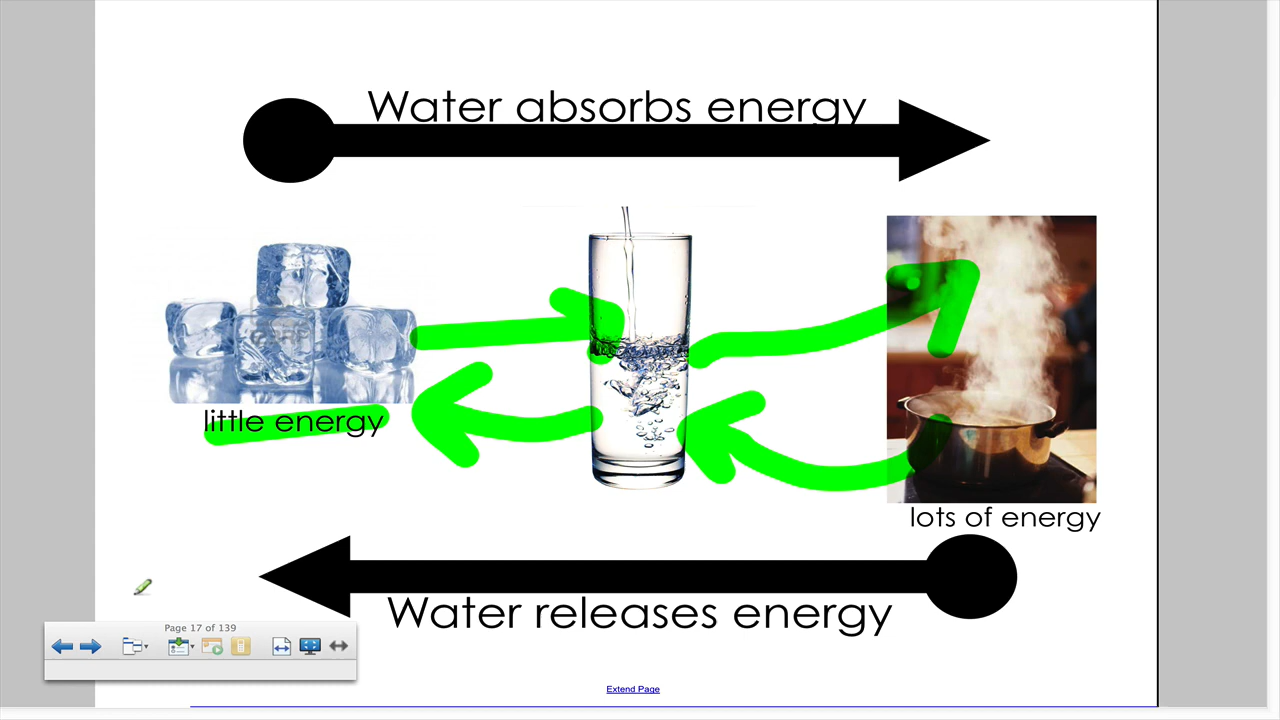 Water absorbs energy
little energy
lots of energy
Water releases energy
Page 17 of 139
Extend Page